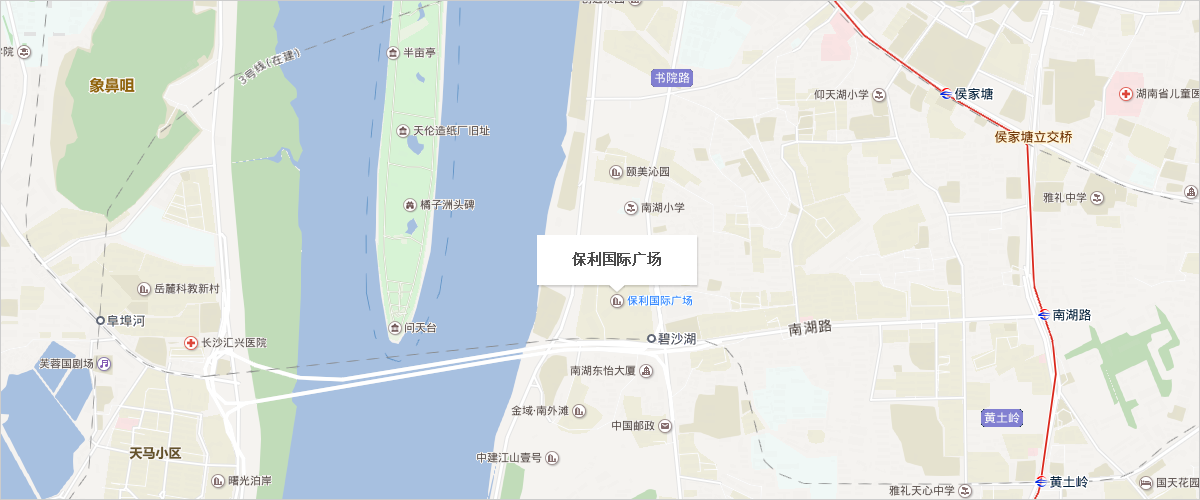 学院
半亩亭
3号线(在建)
象鼻咀
书院路
仰天湖小学
侯家塘
湖南省儿童医
侯家塘立交桥
天伦造纸厂旧址
颐美沁园
雅礼中学
橘子洲头碑
南湖小学
保利国际广场
岳麓科教新村
保利国际广场
阜埠河
问天台
南湖路
南湖路
长沙汇兴医院
碧沙湖
芙蓉国剧场
南湖东怡大厦
金域·南外滩
中国邮政
黄土岭
天马小区
中建江山壹号
曙光泊岸
黄土岭
国天花园
雅礼天心中学